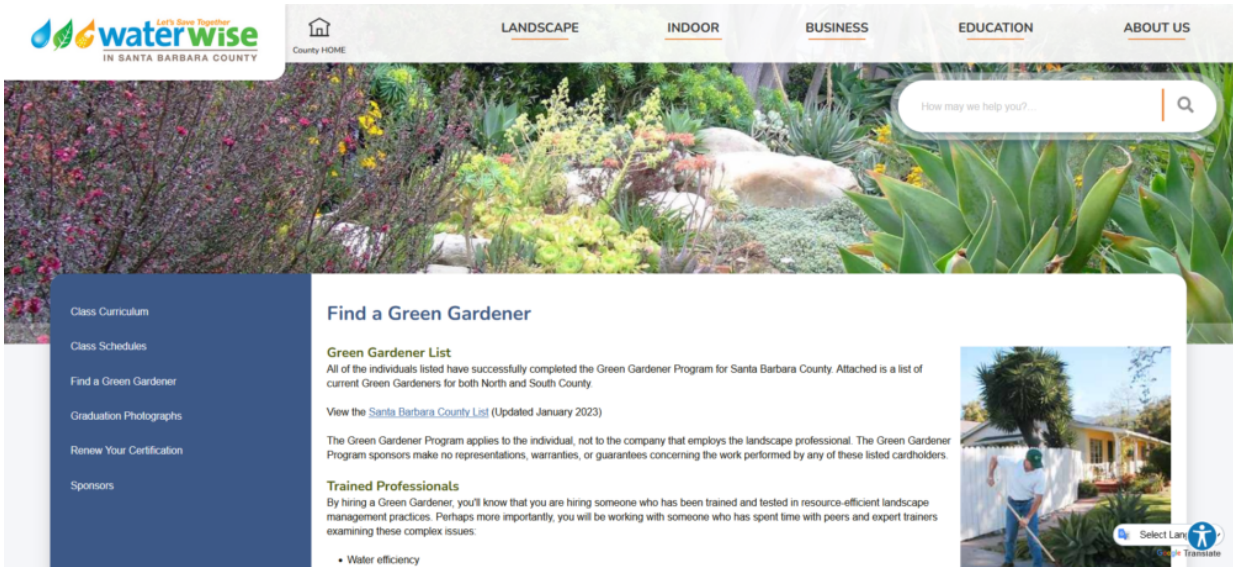 Let's Save Together
water wise
IN SANTA BARBARA COUNTY
County HOME
LANDSCAPE
INDOOR
BUSINESS
EDUCATION
ABOUT US
How may we help you?...
Class Curriculum
Class Schedules
Find a Green Gardener
Graduation Photographs
Renew Your Certification
Sponsors
Find a Green Gardener
Green Gardener List
All of the individuals listed have successfully completed the Green Gardener Program for Santa Barbara County. Attached is a list of
current Green Gardeners for both North and South County.
View the Santa Barbara County List (Updated January 2023)
The Green Gardener Program applies to the individual, not to the company that employs the landscape professional. The Green Gardener
Program sponsors make no representations, warranties, or guarantees concerning the work performed by any of these listed cardholders.
Trained Professionals
By hiring a Green Gardener, you'll know that you are hiring someone who has been trained and tested in resource-efficient landscape
management practices. Perhaps more importantly, you will be working with someone who has spent time with peers and expert trainers
examining these complex issues:
• Water efficiency
Select Lan
Translate